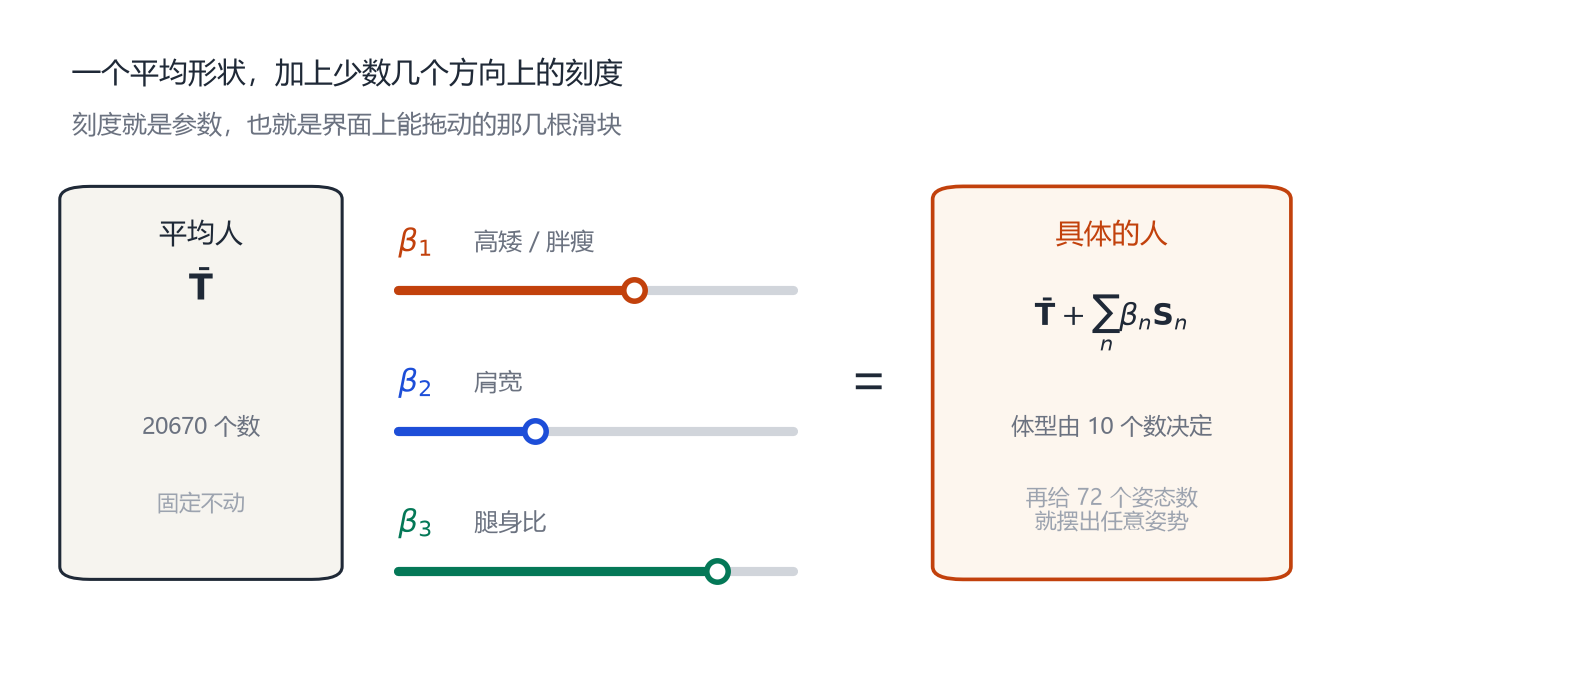 一个平均形状，加上少数几个方向上的刻度
刻度就是参数，也就是界面上能拖动的那几根滑块
平均人
T̄
20670 个数
固定不动
β₁ 高矮 / 胖瘦
β₂ 肩宽
β₃ 腿身比
=
具体的人
T̄ + ∑ₙ βₙSₙ
体型由 10 个数决定
再给 72 个姿态数
就摆出任意姿势